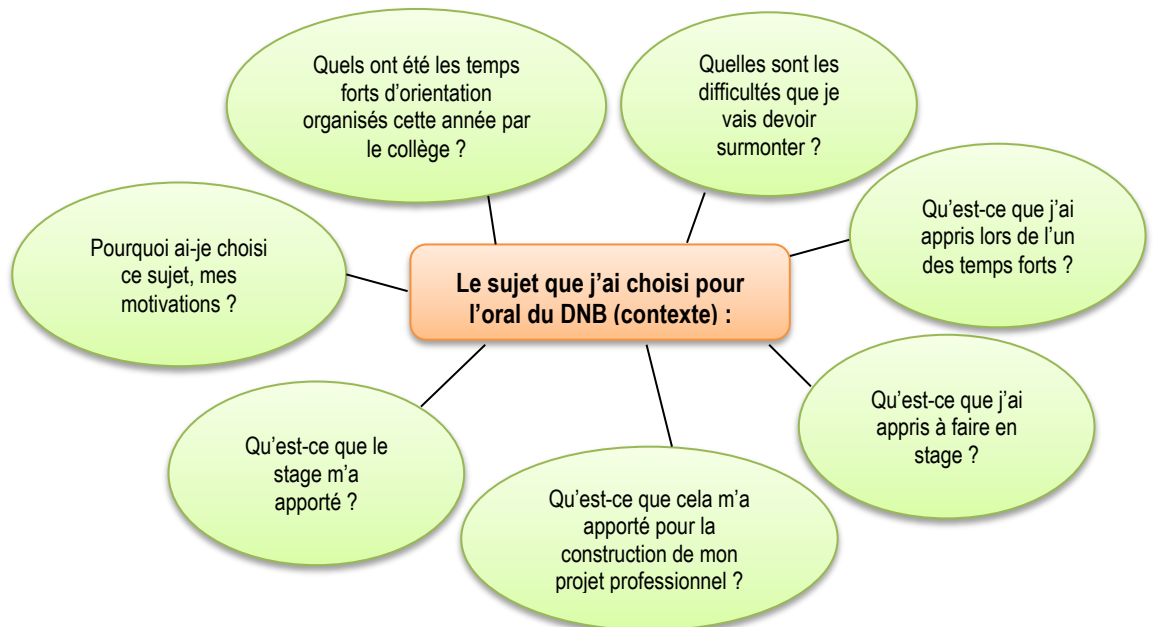 Quels ont été les temps
forts d'orientation
organisés cette année par
le collège ?
Quelles sont les
difficultés que je
vais devoir
surmonter ?
Pourquoi ai-je choisi
ce sujet, mes
motivations ?
Le sujet que j'ai choisi pour
l'oral du DNB (contexte) :
Qu'est-ce que j'ai
appris lors de l'un
des temps forts ?
Qu'est-ce que le
stage m'a
apporté ?
Qu'est-ce que cela m'a
apporté pour la
construction de mon
projet professionnel ?
Qu'est-ce que j'ai
appris à faire en
stage ?